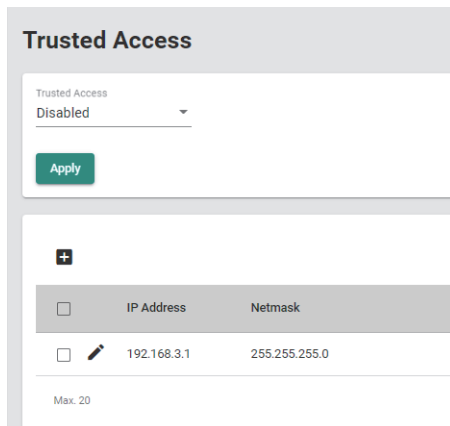 Trusted Access
Trusted Access
Disabled
Apply
IP Address Netmask
192.168.3.1 255.255.255.0
Max. 20